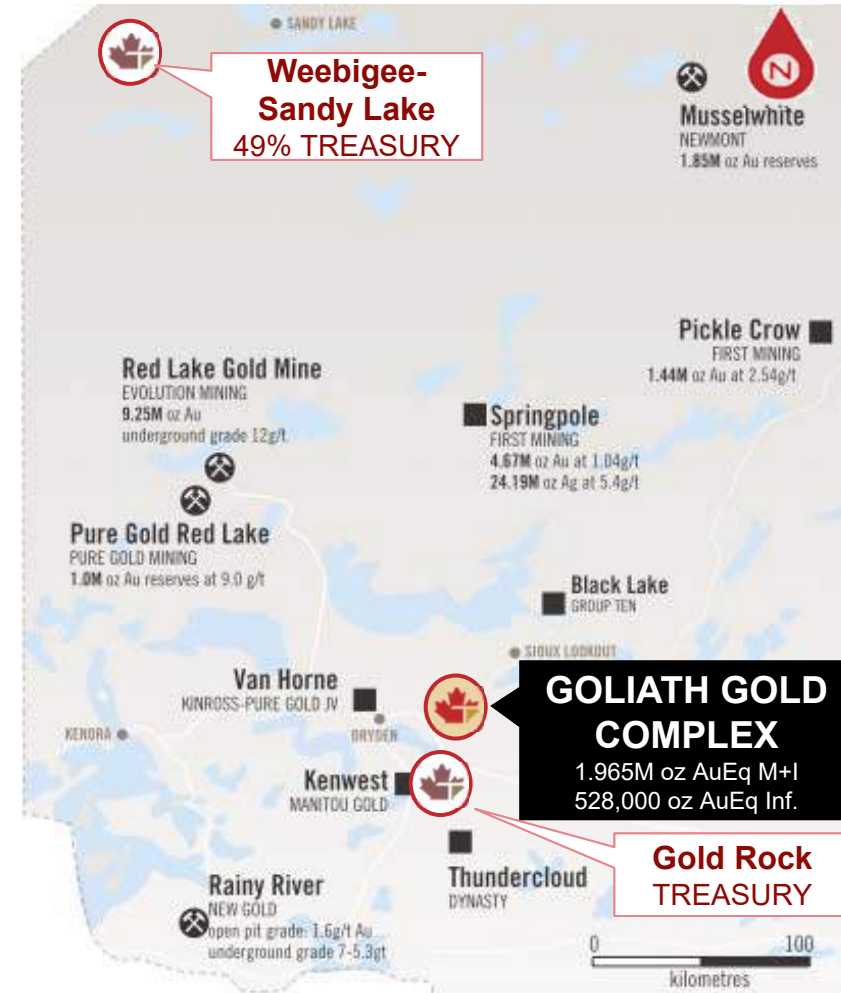 SANDY LAKE
Weebigee-
Sandy Lake
49% TREASURY
N
Musselwhite
NEWMONT
1.85M oz Au reserves
Pickle Crow
FIRST MINING
1.44M oz Au at 2.54g/t
Red Lake Gold Mine
EVOLUTION MINING
9.25M oz Au
underground grade 12g/t
Springpole
FIRST MINING
4.67M oz Au at 1.04g/t
24.19M oz Ag at 5.4g/t
Pure Gold Red Lake
PURE GOLD MINING
1.0M oz Au reserves at 9.0 g/t
Black Lake
GROUP TEN
SIOUX LOOKOUT
Van Horne
KINROSS-PURE GOLD JV
KENORA
DRYDEN
GOLIATH GOLD
COMPLEX
1.965M oz AuEq M+I
528,000 oz AuEq Inf.
Kenwest
MANITOU GOLD
Gold Rock
TREASURY
Thundercloud
DYNASTY
Rainy River
NEW GOLD
open pit grade: 1.6g/t Au
underground grade 7-5.3gt
0 100
kilometres